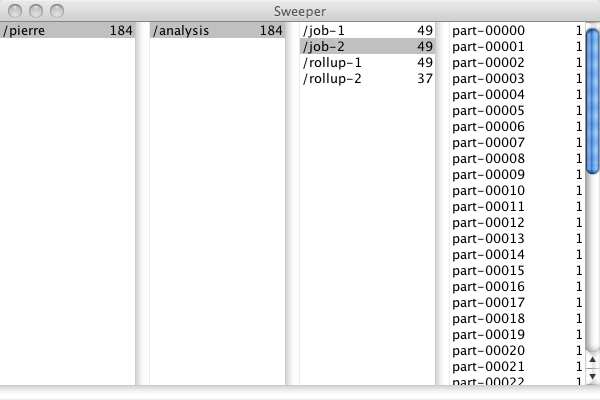 Sweeper
/pierre 184
/analysis 184
/job-1 49
/job-2 49
/rollup-1 49
/rollup-2 37
part-00000 1
part-00001 1
part-00002 1
part-00003 1
part-00004 1
part-00005 1
part-00006 1
part-00007 1
part-00008 1
part-00009 1
part-00010 1
part-00011 1
part-00012 1
part-00013 1
part-00014 1
part-00015 1
part-00016 1
part-00017 1
part-00018 1
part-00019 1
part-00020 1
part-00021 1
part-00022 1